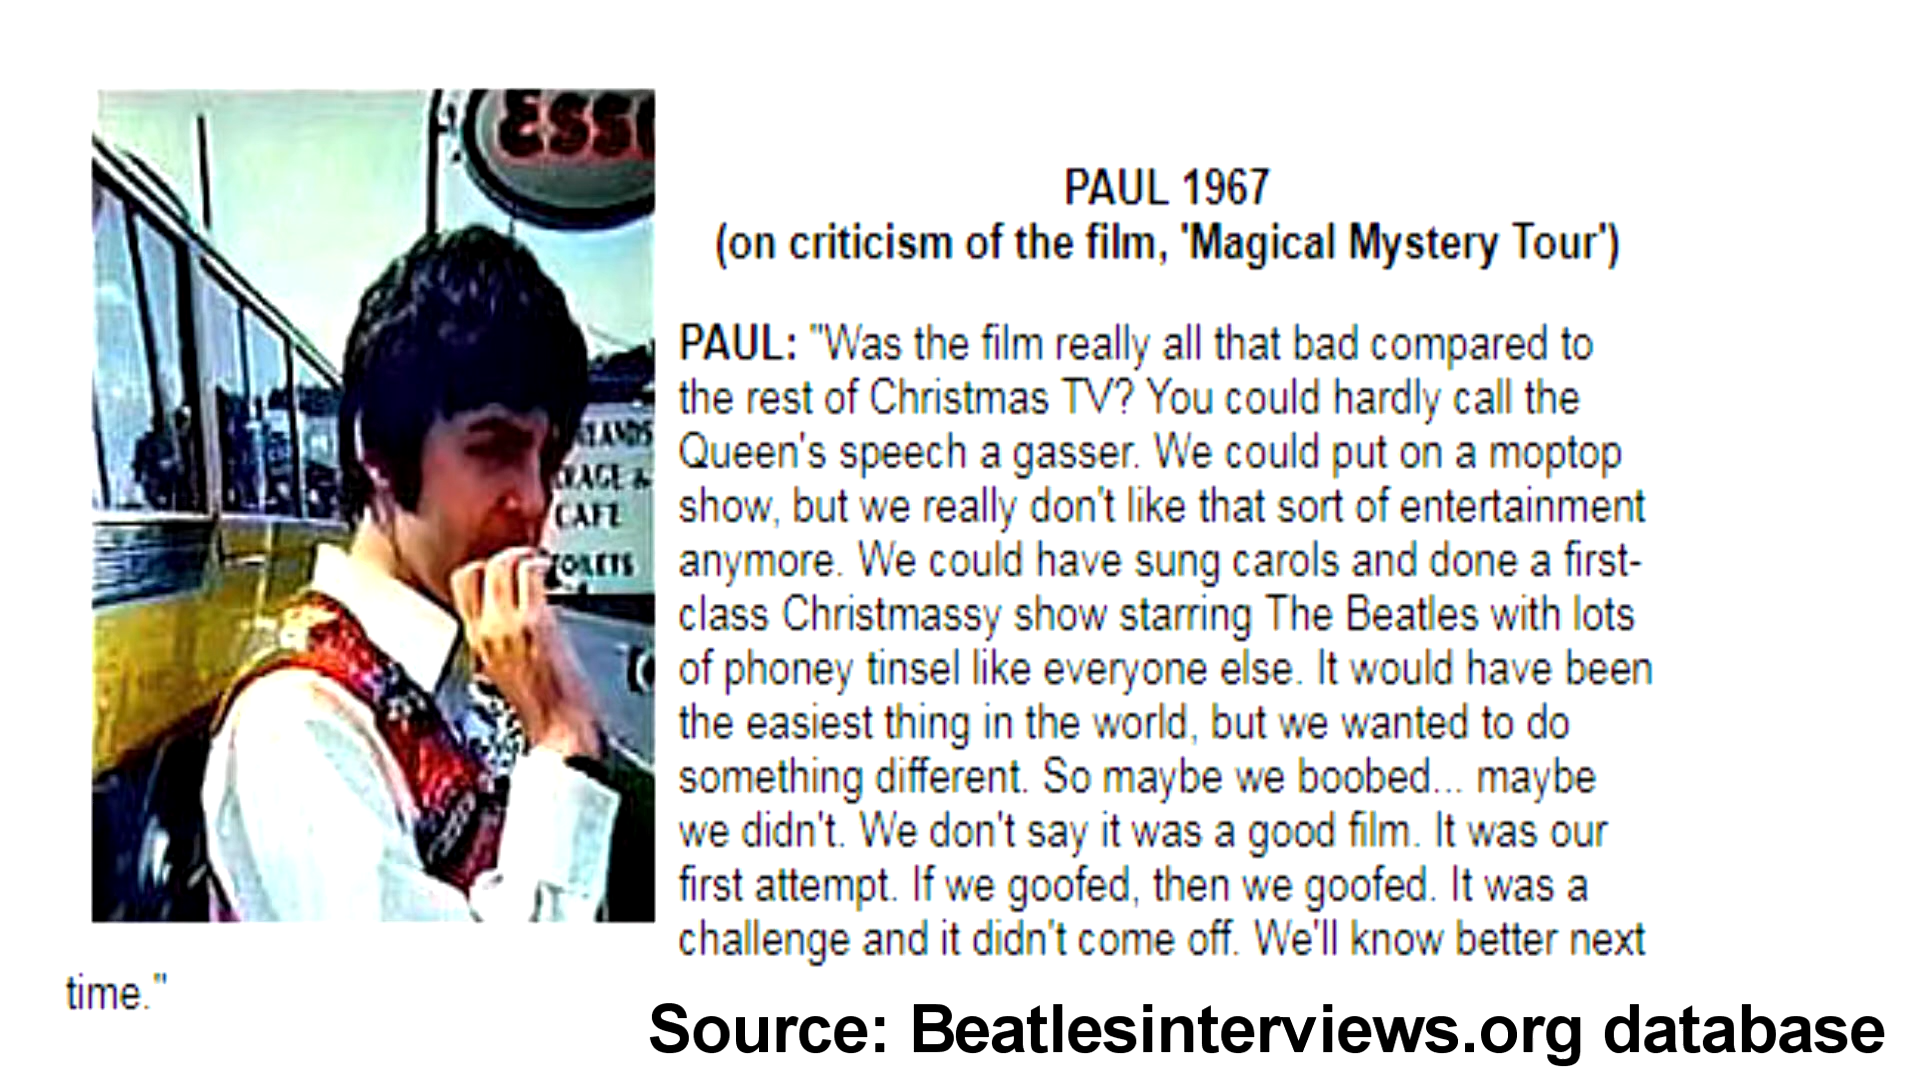 ESSO
LANDS
GARAGE &
CAFE
TOILETS
PAUL 1967
(on criticism of the film, 'Magical Mystery Tour')
PAUL: "Was the film really all that bad compared to
the rest of Christmas TV? You could hardly call the
Queen's speech a gasser. We could put on a moptop
show, but we really don't like that sort of entertainment
anymore. We could have sung carols and done a first-
class Christmassy show starring The Beatles with lots
of phoney tinsel like everyone else. It would have been
the easiest thing in the world, but we wanted to do
something different. So maybe we boobed... maybe
we didn't. We don't say it was a good film. It was our
first attempt. If we goofed, then we goofed. It was a
challenge and it didn't come off. We'll know better next
time."
Source: Beatlesinterviews.org database